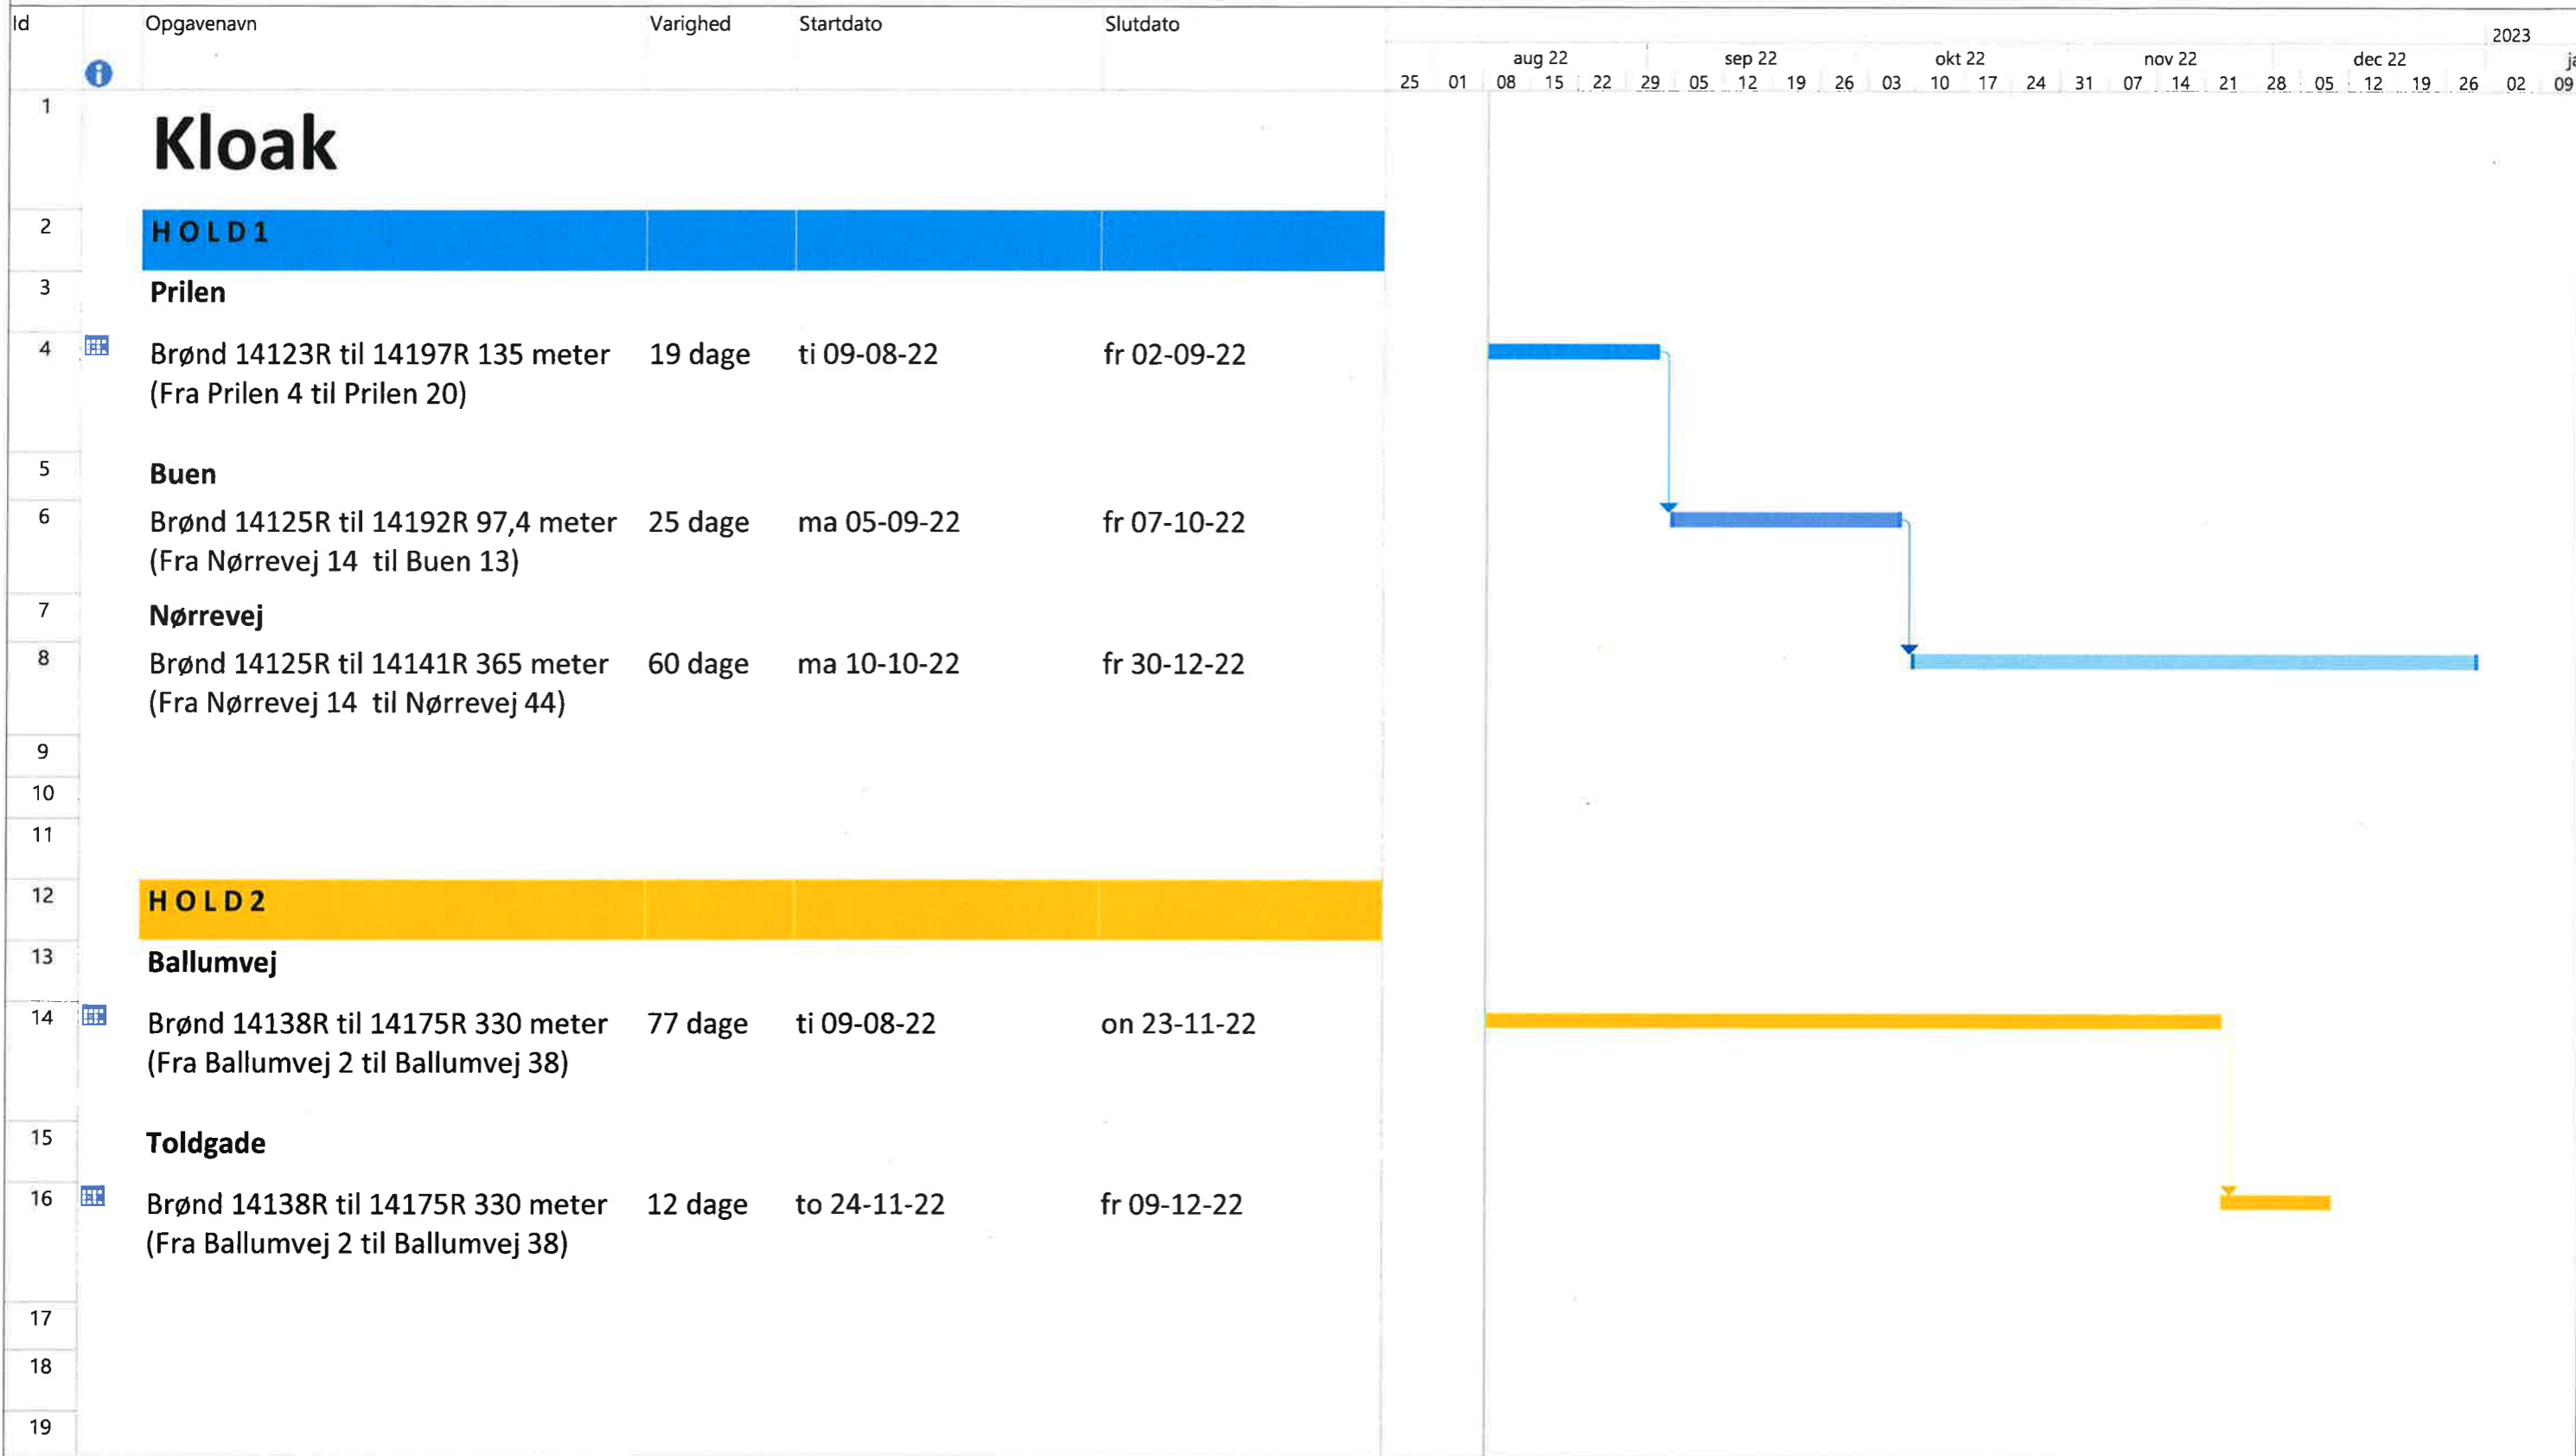 Id Opgavenavn Varighed Startdato Slutdato
2023
aug 22 sep 22 okt 22 nov 22 dec 22
25 01 08 15 22 29 05 12 19 26 03 10 17 24 31 07 14 21 28 05 12 19 26 02 09
1 Kloak
2 HOLD1
3 Prilen
4 Brønd 14123R til 14197R 135 meter 19 dage ti 09-08-22 fr 02-09-22
(Fra Prilen 4 til Prilen 20)
5 Buen
6 Brønd 14125R til 14192R 97,4 meter 25 dage ma 05-09-22 fr 07-10-22
(Fra Nørrevej 14 til Buen 13)
7 Nørrevej
8 Brønd 14125R til 14141R 365 meter 60 dage ma 10-10-22 fr 30-12-22
(Fra Nørrevej 14 til Nørrevej 44)
9
10
11
12 HOLD2
13 Ballumvej
14 Brønd 14138R til 14175R 330 meter 77 dage ti 09-08-22 on 23-11-22
(Fra Ballumvej 2 til Ballumvej 38)
15 Toldgade
16 Brønd 14138R til 14175R 330 meter 12 dage to 24-11-22 fr 09-12-22
(Fra Ballumvej 2 til Ballumvej 38)
17
18
19